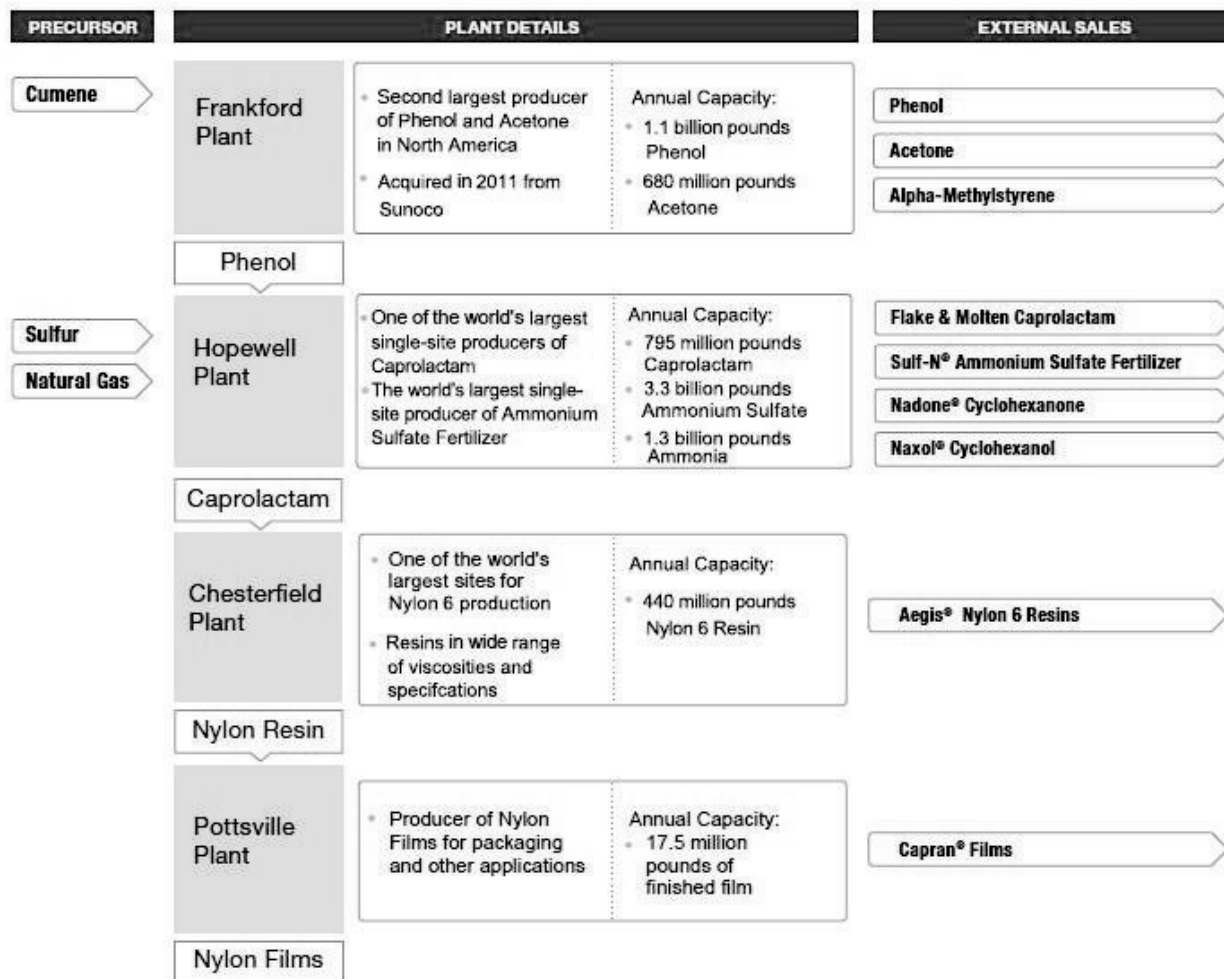 PRECURSOR
PLANT DETAILS
EXTERNAL SALES
Cumene
Frankford
Plant
• Second largest producer
of Phenol and Acetone
in North America
• Acquired in 2011 from
Sunoco
Annual Capacity:
• 1.1 billion pounds
Phenol
• 680 million pounds
Acetone
Phenol
Acetone
Alpha-Methylstyrene
Phenol
Sulfur
Natural Gas
Hopewell
Plant
• One of the world's largest
single-site producers of
Caprolactam
• The world's largest single-
site producer of Ammonium
Sulfate Fertilizer
Annual Capacity:
• 795 million pounds
Caprolactam
• 3.3 billion pounds
Ammonium Sulfate
• 1.3 billion pounds
Ammonia
Flake & Molten Caprolactam
Sulf-N® Ammonium Sulfate Fertilizer
Nadone® Cyclohexanone
Naxol® Cyclohexanol
Caprolactam
Chesterfield
Plant
• One of the world's
largest sites for
Nylon 6 production
• Resins in wide range
of viscosities and
specifcations
Annual Capacity:
• 440 million pounds
Nylon 6 Resin
Aegis® Nylon 6 Resins
Nylon Resin
Pottsville
Plant
• Producer of Nylon
Films for packaging
and other applications
Annual Capacity:
• 17.5 million
pounds of
finished film
Capran® Films
Nylon Films